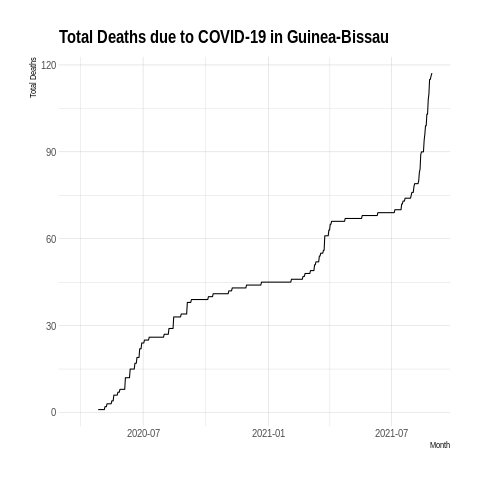 Total Deaths due to COVID-19 in Guinea-Bissau
Total Deaths
120
90
60
30
0
2020-07
2021-01
2021-07
Month